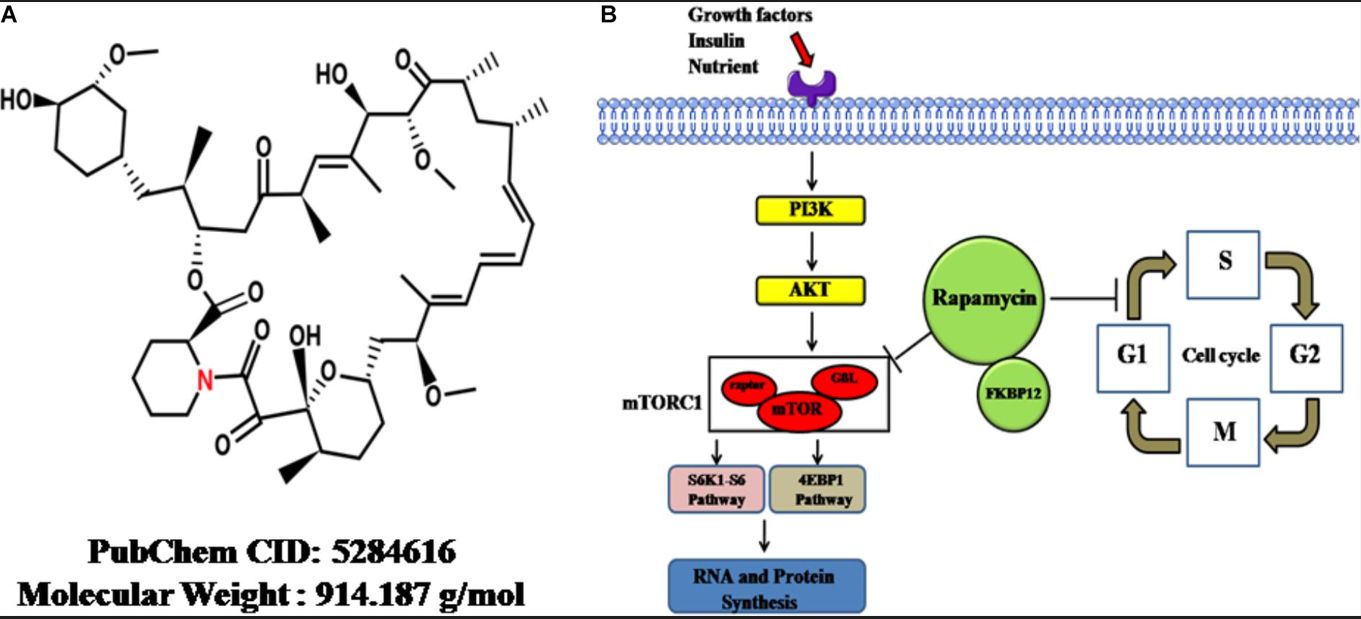 A
O
HO
HO
O
O
O
O
O
O
OH
O
N
O
O
O
PubChem CID: 5284616
Molecular Weight : 914.187 g/mol
B
Growth factors
Insulin
Nutrient
PI3K
AKT
mTORC1
raptor
GBL
mTOR
Rapamycin
FKBP12
S6K1-S6
Pathway
4EBP1
Pathway
RNA and Protein
Synthesis
S
G1
Cell cycle
G2
M